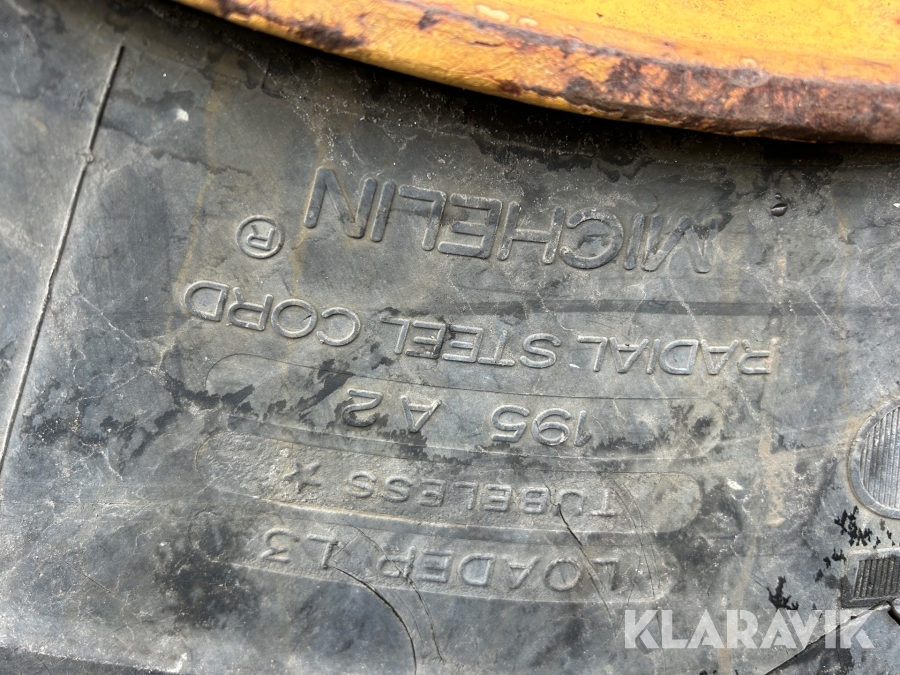 MICHELIN ®
RADIAL STEEL CORD
195 A2
TUBELESS ★
LOADER L3
KLARAVIK